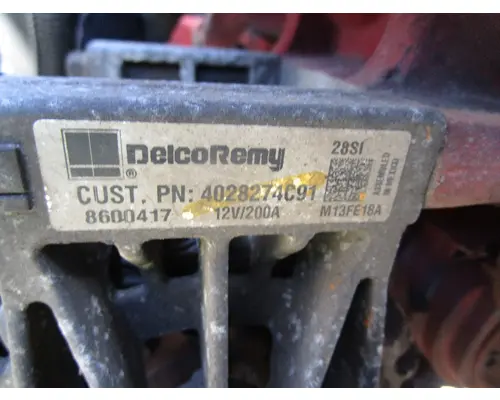 DelcoRemy
®
28SI
CUST. PN: 4028274C91
8600417 12V/200A
M13FE18A